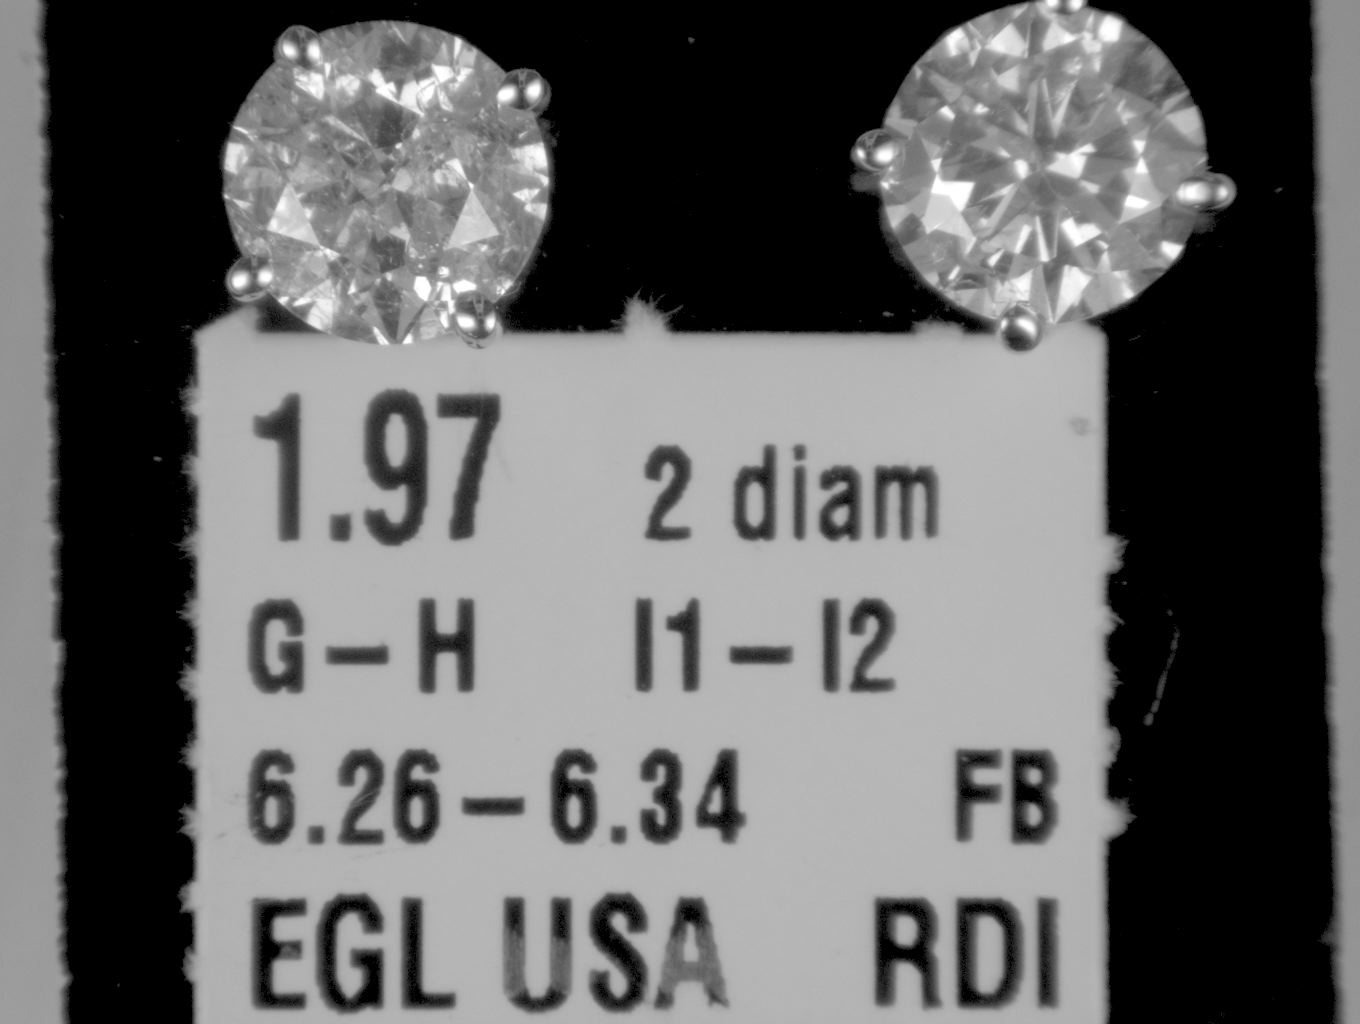 1.97 2 diam
G-H I1-I2
6.26-6.34 FB
EGL USA RDI